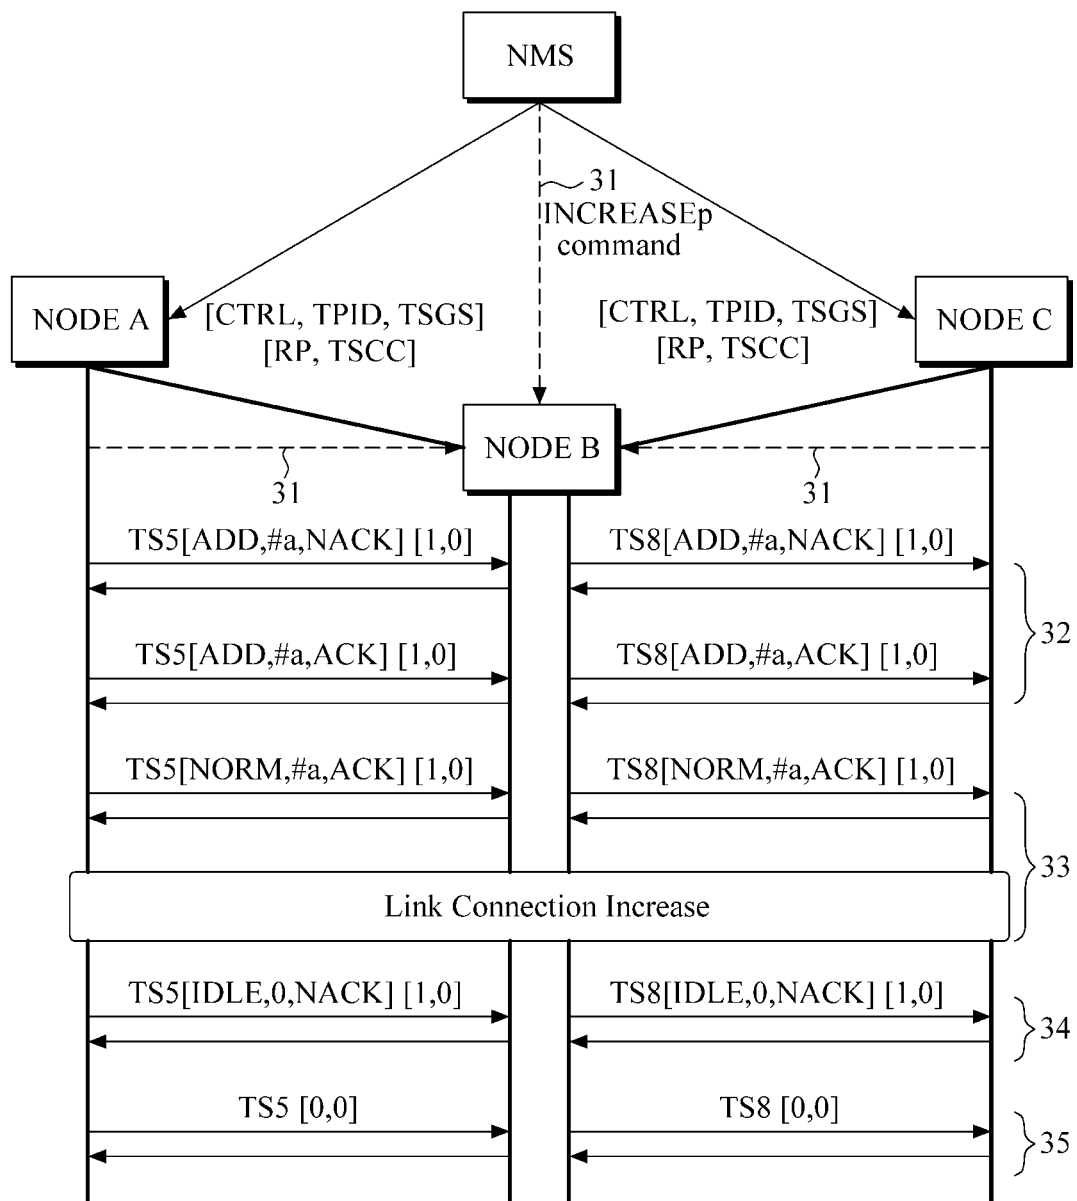 NMS
31
INCREASEp
command
NODE A
[CTRL, TPID, TSGS]
[RP, TSCC]
[CTRL, TPID, TSGS]
[RP, TSCC]
NODE C
NODE B
31
31
TS5[ADD,#a,NACK] [1,0]
TS8[ADD,#a,NACK] [1,0]
32
TS5[ADD,#a,ACK] [1,0]
TS8[ADD,#a,ACK] [1,0]
TS5[NORM,#a,ACK] [1,0]
TS8[NORM,#a,ACK] [1,0]
33
Link Connection Increase
TS5[IDLE,0,NACK] [1,0]
TS8[IDLE,0,NACK] [1,0]
34
TS5 [0,0]
TS8 [0,0]
35